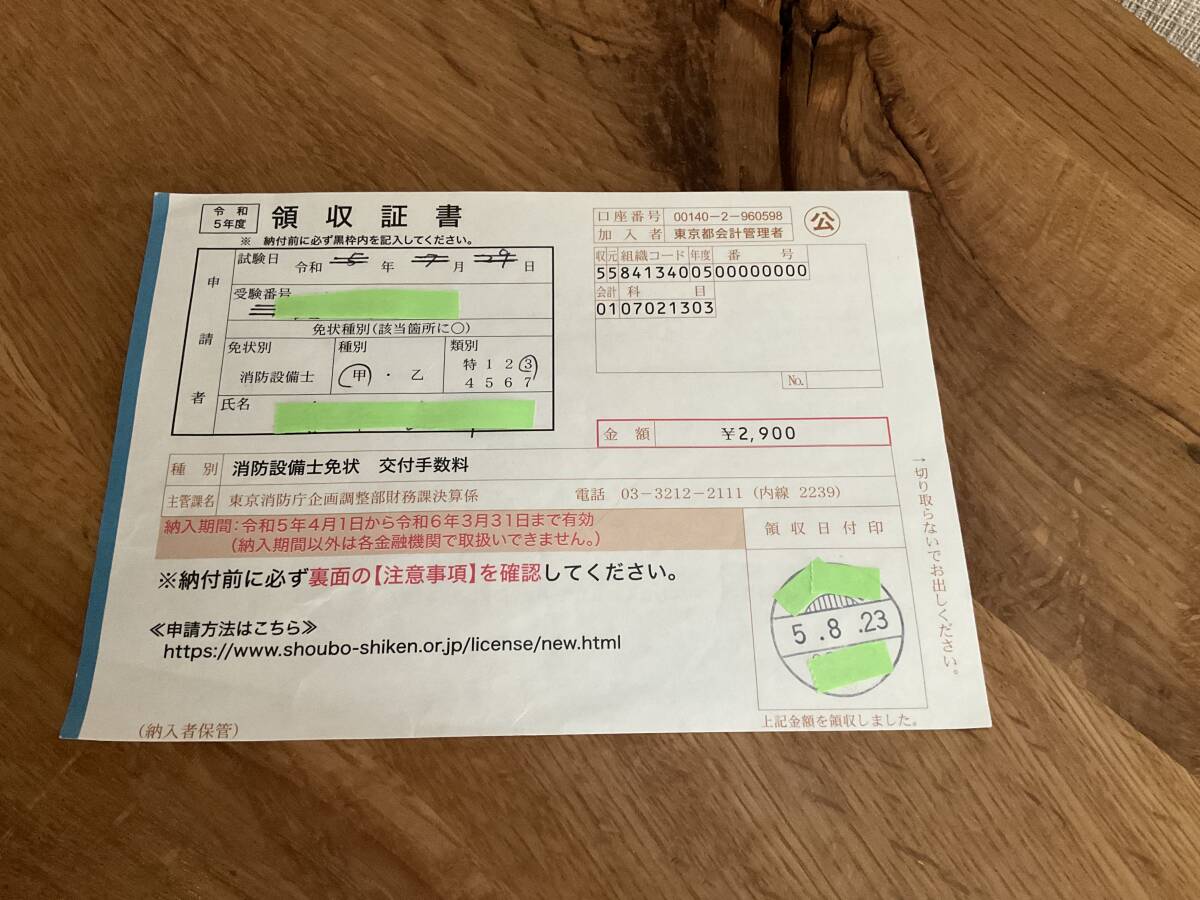 令和
5年度
領収証書
※ 納付前に必ず黒枠内を記入してください。
申請者
試験日
令和 5 年 7 月 29 日
受験番号
免状種別(該当箇所に○)
免状別 種別 類別
消防設備士 甲・乙 特 1 2 3
4 5 6 7
氏名
口座番号 00140-2-960598
加入者 東京都会計管理者
公
収元 組織コード 年度 番号
55 841340 05 00000000
会計 科目
01 07021303
No.
金額 ¥2,900
種別 消防設備士免状 交付手数料
主管課名 東京消防庁企画調整部財務課決算係 電話 03-3212-2111 (内線 2239)
納入期間:令和5年4月1日から令和6年3月31日まで有効
(納入期間以外は各金融機関で取扱いできません。)
領収日付印
※納付前に必ず裏面の【注意事項】を確認してください。
5.8.23
≪申請方法はこちら≫
https://www.shoubo-shiken.or.jp/license/new.html
→切り取らないでお出しください。
(納入者保管)
上記金額を領収しました。